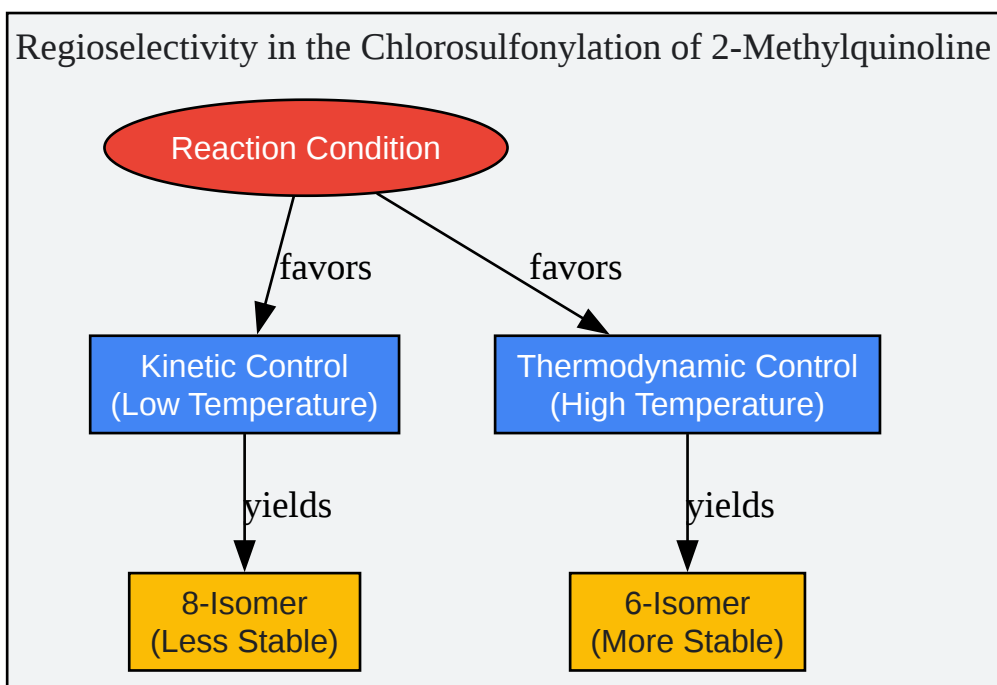 Regioselectivity in the Chlorosulfonylation of 2-Methylquinoline
Reaction Condition
favors
favors
Kinetic Control
(Low Temperature)
Thermodynamic Control
(High Temperature)
yields
yields
8-Isomer
(Less Stable)
6-Isomer
(More Stable)